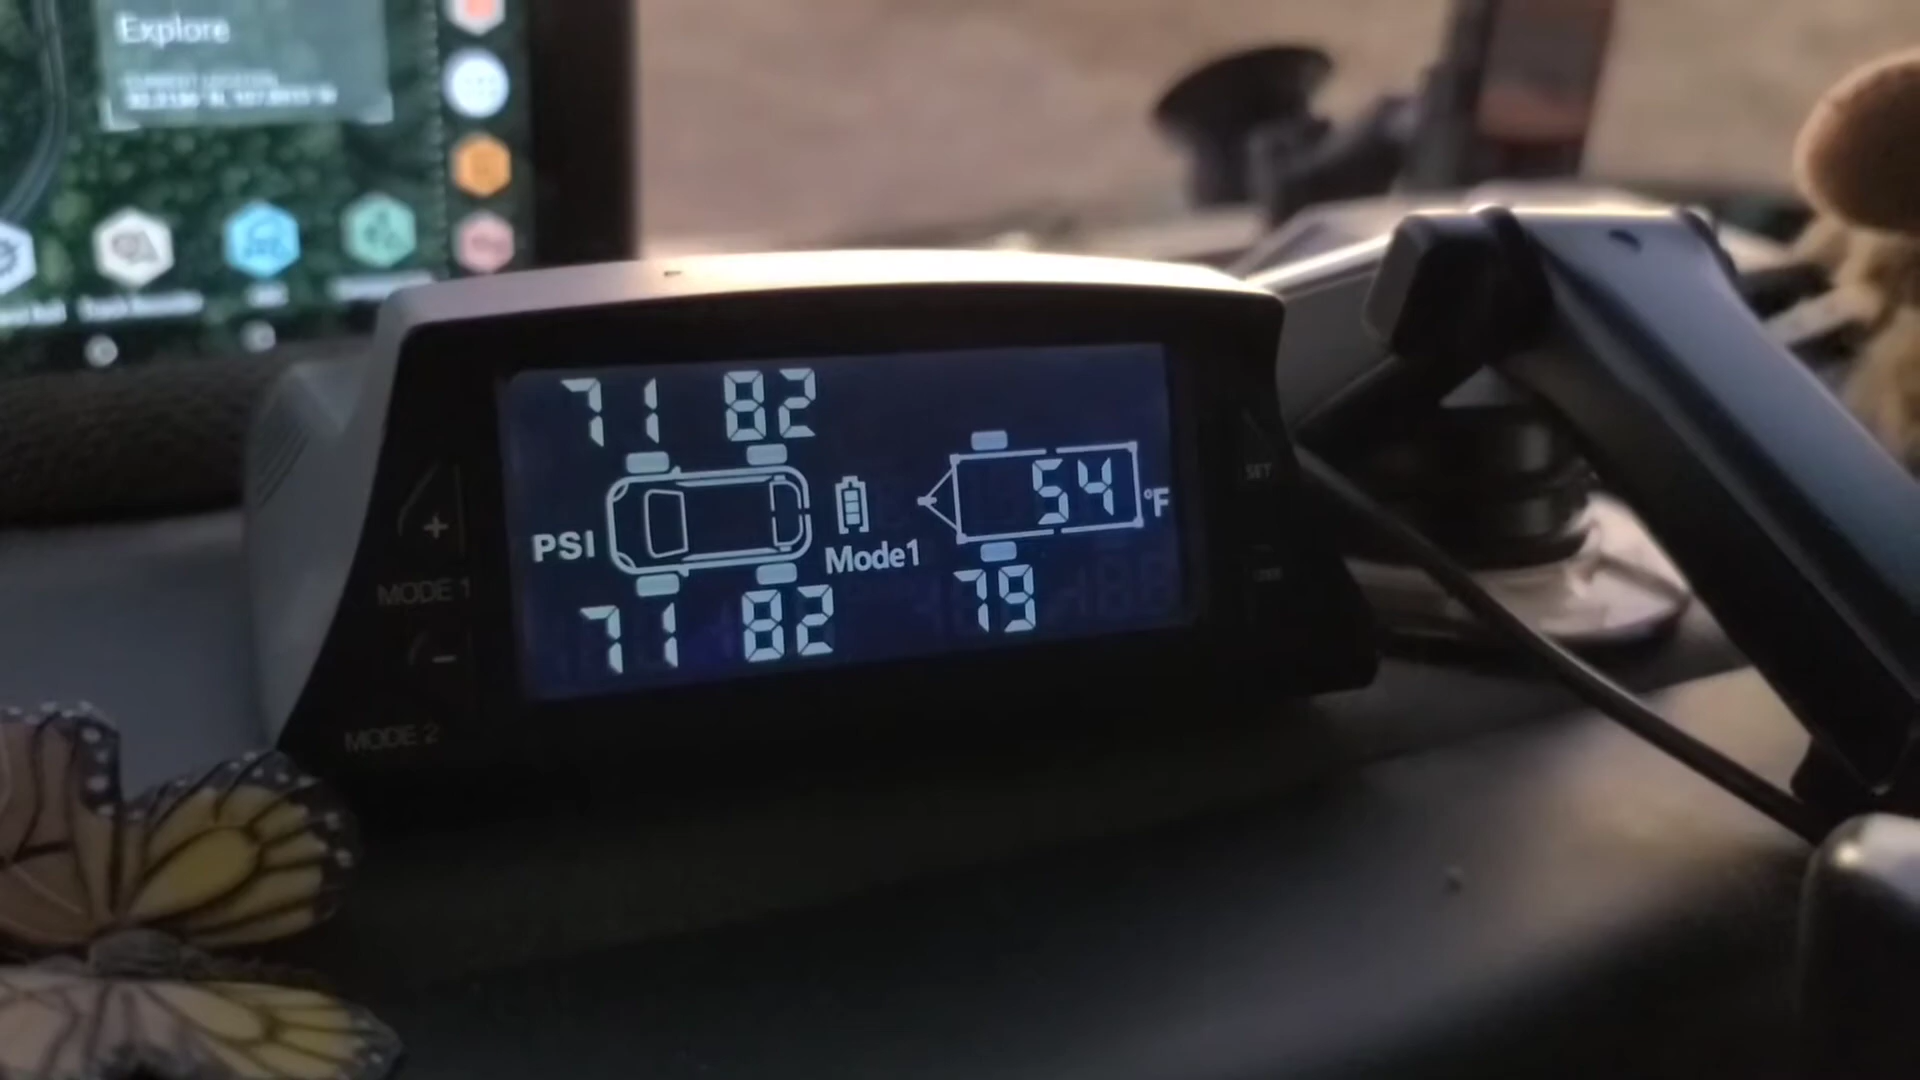 Explore
71 82
54 °F
PSI
Mode1
71 82 79
+
MODE 1
-
MODE 2
SET